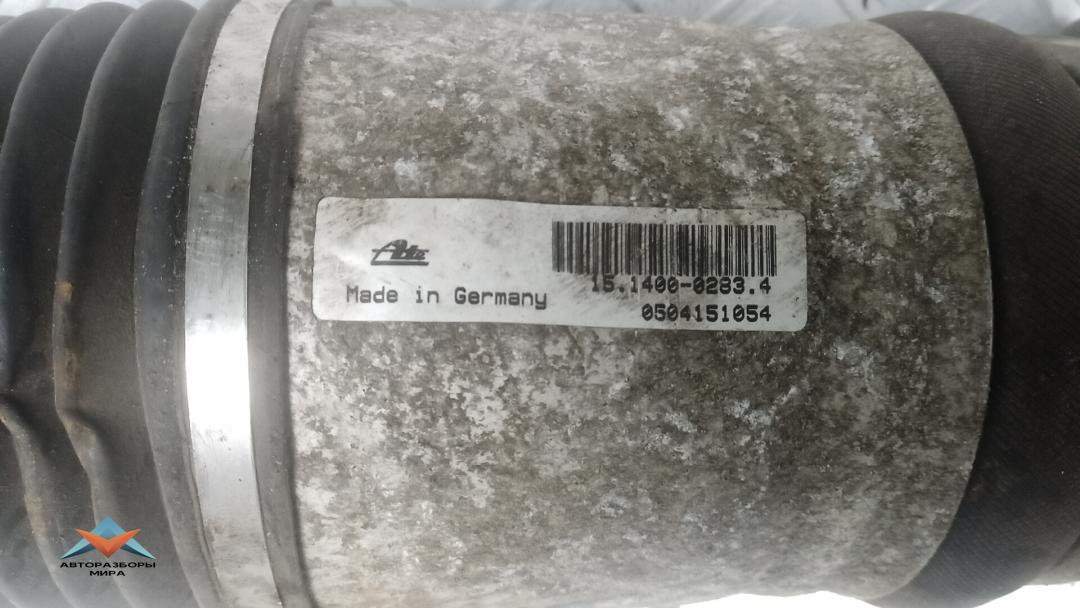 Ate
Made in Germany
15.1400-0283.4
0504151054
АВТОРАЗБОРЫ
МИРА